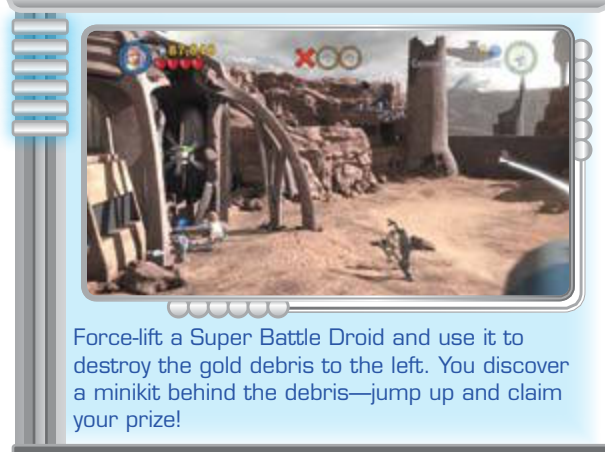 Force-lift a Super Battle Droid and use it to
destroy the gold debris to the left. You discover
a minikit behind the debris—jump up and claim
your prize!